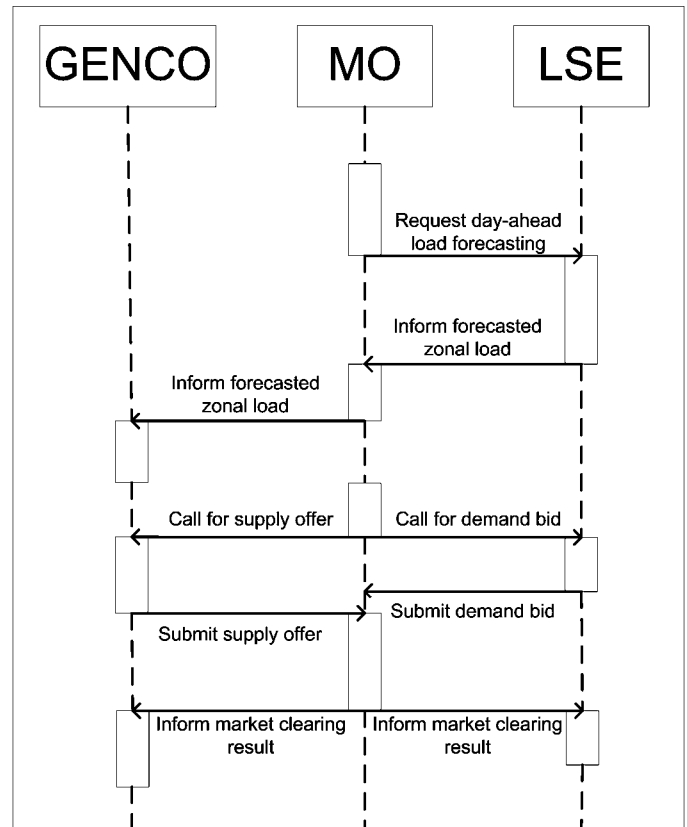 GENCO
MO
LSE
Request day-ahead
load forecasting
Inform forecasted
zonal load
Inform forecasted
zonal load
Call for supply offer
Call for demand bid
Submit demand bid
Submit supply offer
Inform market clearing
result
Inform market clearing
result